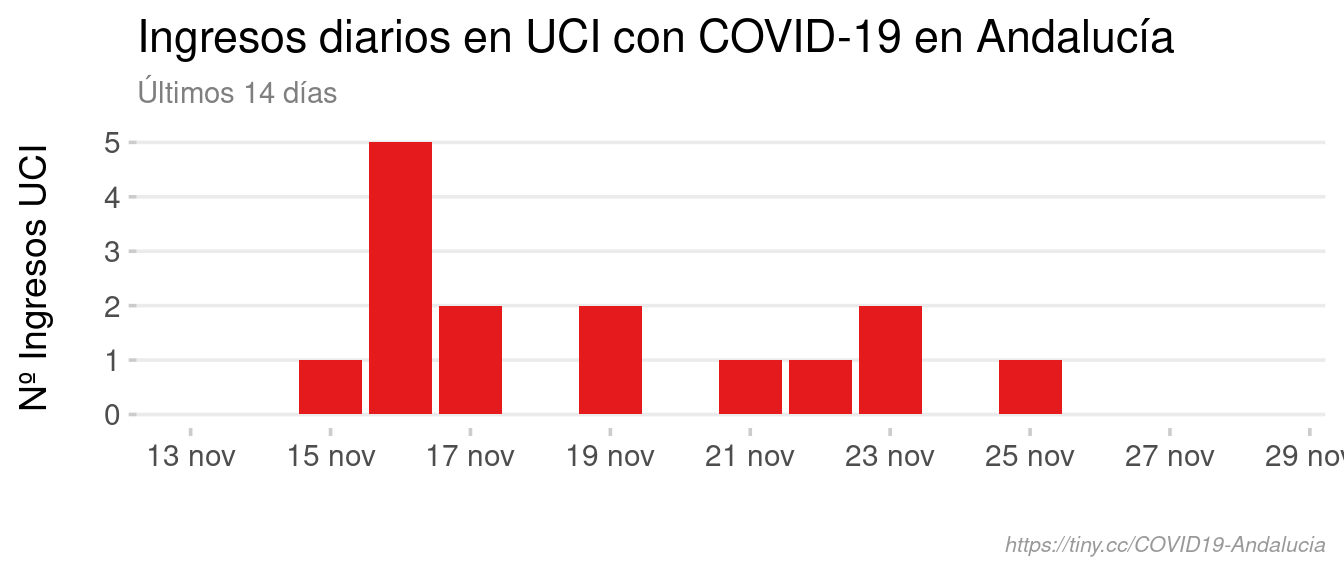 Ingresos diarios en UCI con COVID-19 en Andalucía
Últimos 14 días
Nº Ingresos UCI
5
4
3
2
1
0
13 nov 15 nov 17 nov 19 nov 21 nov 23 nov 25 nov 27 nov 29 nov
https://tiny.cc/COVID19-Andalucia